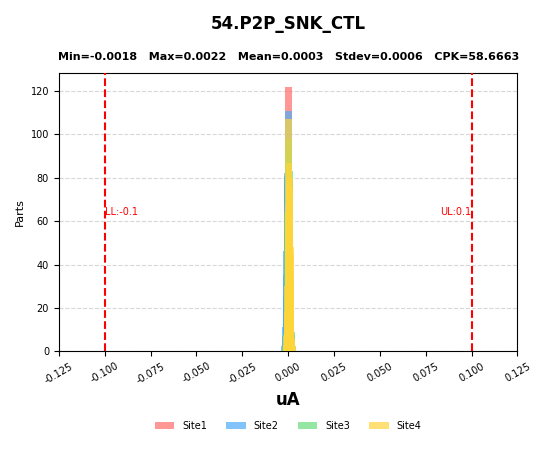 54.P2P_SNK_CTL
Min=-0.0018 Max=0.0022 Mean=0.0003 Stdev=0.0006 CPK=58.6663
120
100
80
60
40
20
0
Parts
LL:-0.1
UL:0.1
-0.125 -0.100 -0.075 -0.050 -0.025 0.000 0.025 0.050 0.075 0.100 0.125
uA
Site1 Site2 Site3 Site4